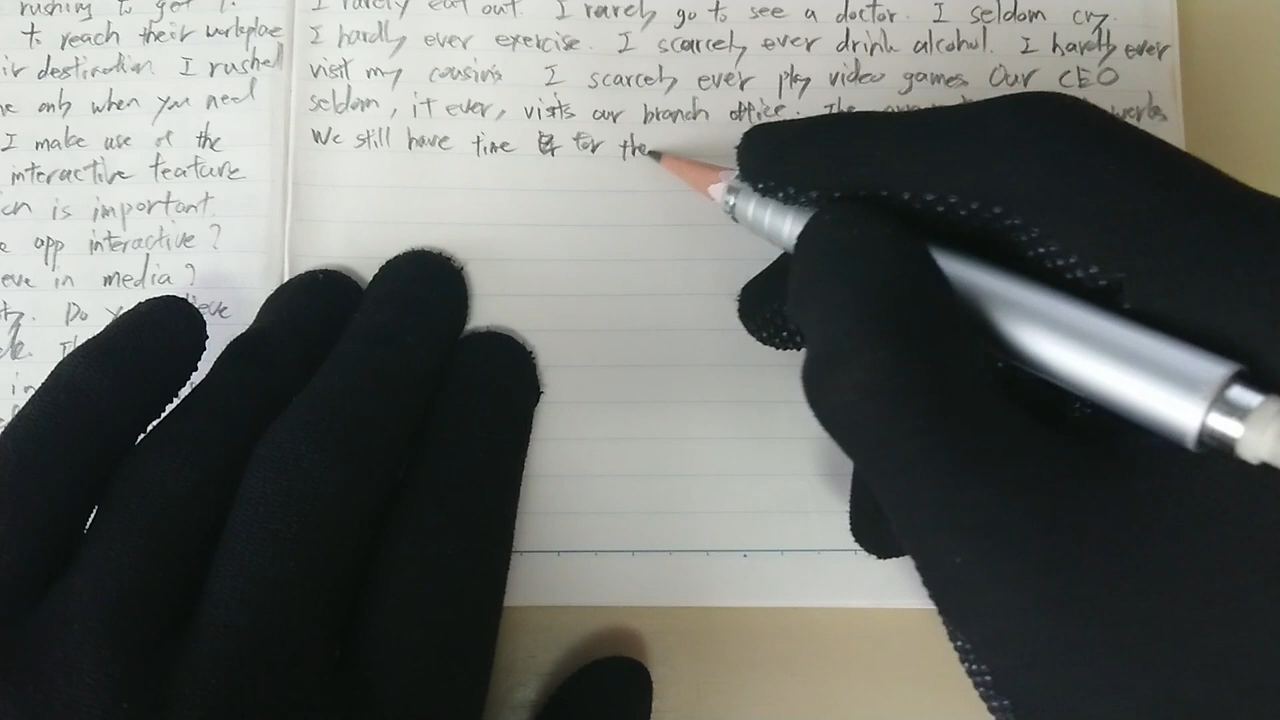 rushing to get
to reach their workplace
ir destination. I rushed
e only when you need
I make use of the
interactive feature
is important.
app interactive?
in media?
Do
in
I rarely eat out. I rarely go to see a doctor. I seldom cry.
I hardly ever exercise. I scarcely ever drink alcohol. I hardly ever
visit my cousins. I scarcely ever play video games. Our CEO
seldom, if ever, visits our branch office. The
We still have time for the